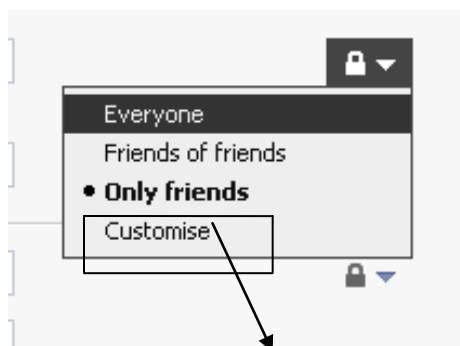 Everyone
Friends of friends
• Only friends
Customise